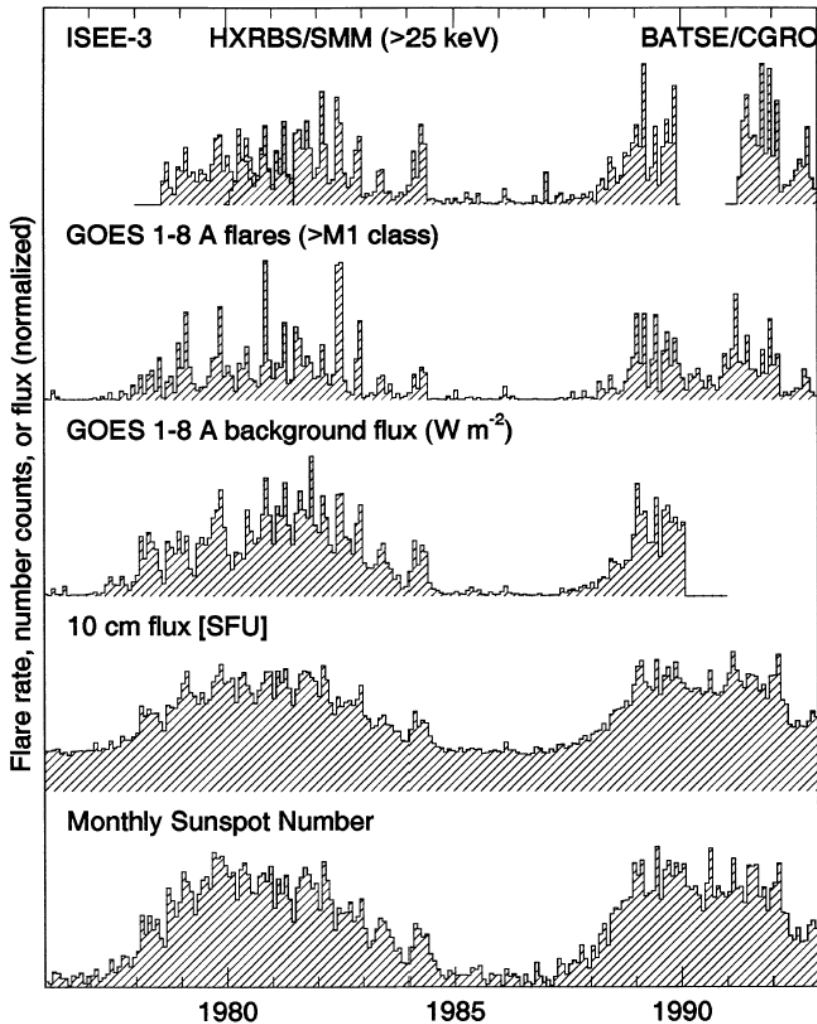 ISEE-3 HXRBS/SMM (>25 keV) BATSE/CGRO
GOES 1-8 A flares (>M1 class)
GOES 1-8 A background flux (W m⁻²)
10 cm flux [SFU]
Monthly Sunspot Number
Flare rate, number counts, or flux (normalized)
1980 1985 1990